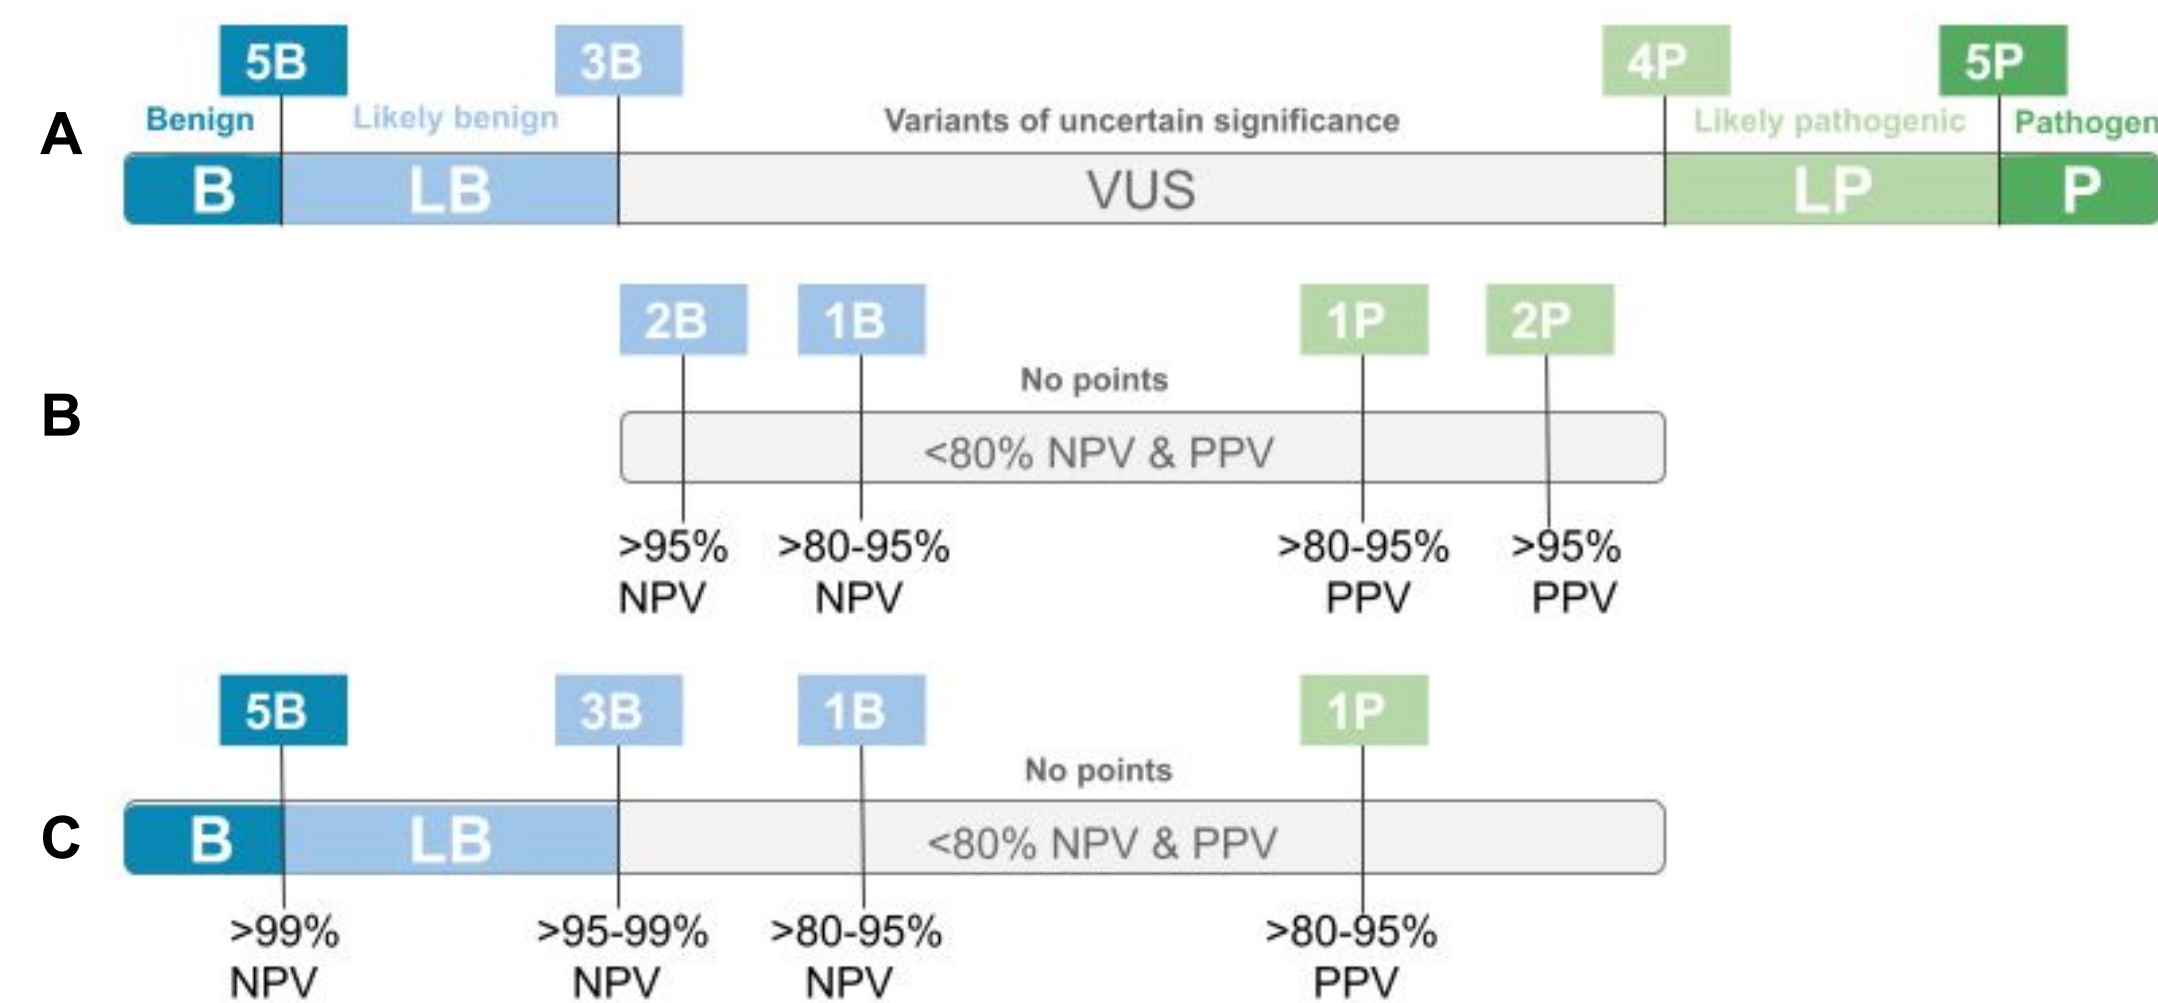 5B 3B 4P 5P
A Benign Likely benign Variants of uncertain significance Likely pathogenic Pathogen
B LB VUS LP P
2B 1B 1P 2P
No points
B <80% NPV & PPV
>95% >80-95% >80-95% >95%
NPV NPV PPV PPV
5B 3B 1B 1P
No points
C B LB <80% NPV & PPV
>99% >95-99% >80-95% >80-95%
NPV NPV NPV PPV